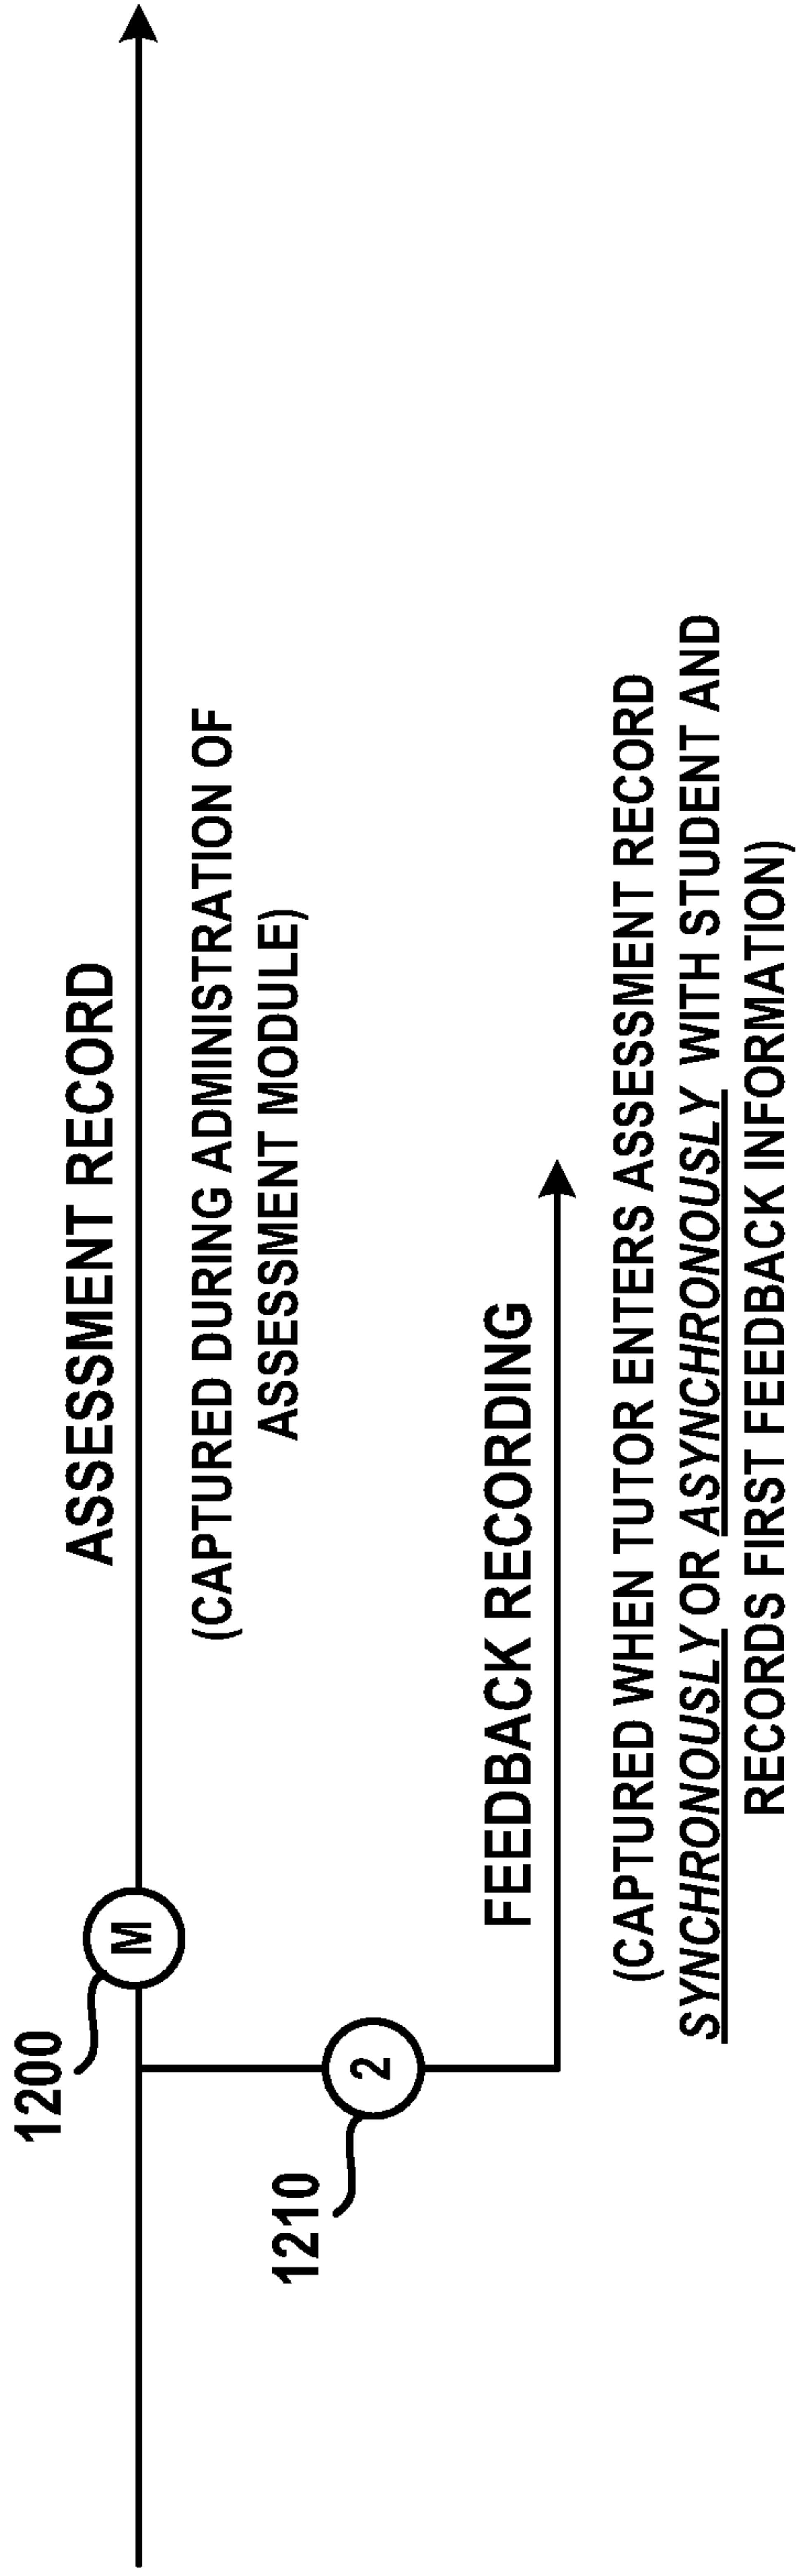 ASSESSMENT RECORD
1200
M
(CAPTURED DURING ADMINISTRATION OF
ASSESSMENT MODULE)
1210
2
FEEDBACK RECORDING
(CAPTURED WHEN TUTOR ENTERS ASSESSMENT RECORD
SYNCHRONOUSLY OR ASYNCHRONOUSLY WITH STUDENT AND
RECORDS FIRST FEEDBACK INFORMATION)